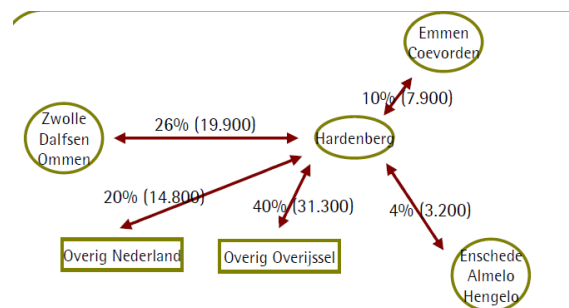 Emmen
Coevorden
10% (7.900)
Zwolle
Dalfsen
Ommen
26% (19.900)
Hardenberg
20% (14.800)
40% (31.300)
4% (3.200)
Overig Nederland
Overig Overijssel
Enschede
Almelo
Hengelo